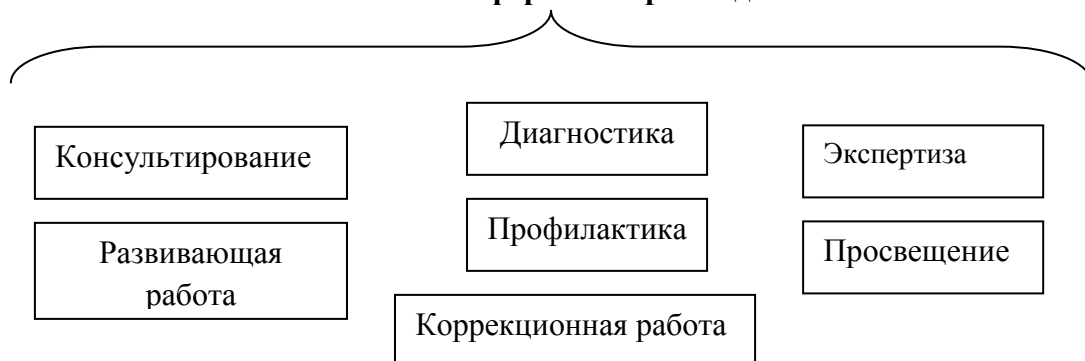 Консультирование
Диагностика
Экспертиза
Развивающая
работа
Профилактика
Просвещение
Коррекционная работа